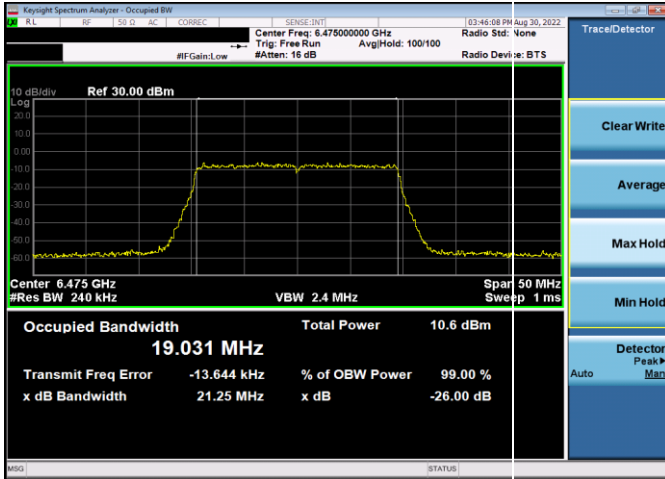 Keysight Spectrum Analyzer - Occupied BW
RL RF 50 Ω AC CORREC SENSE:INT 03:46:08 PM Aug 30, 2022
Center Freq: 6.475000000 GHz Radio Std: None
Trig: Free Run Avg|Hold: 100/100
#IFGain:Low #Atten: 16 dB Radio Device: BTS
10 dB/div Ref 30.00 dBm
Log
20.0
10.0
0.00
-10.0
-20.0
-30.0
-40.0
-50.0
-60.0
Center 6.475 GHz Span 50 MHz
#Res BW 240 kHz VBW 2.4 MHz Sweep 1 ms
Occupied Bandwidth Total Power 10.6 dBm
19.031 MHz
Transmit Freq Error -13.644 kHz % of OBW Power 99.00 %
x dB Bandwidth 21.25 MHz x dB -26.00 dB
MSG STATUS
Trace/Detector
Clear Write
Average
Max Hold
Min Hold
Detector
Peak▶
Auto Man